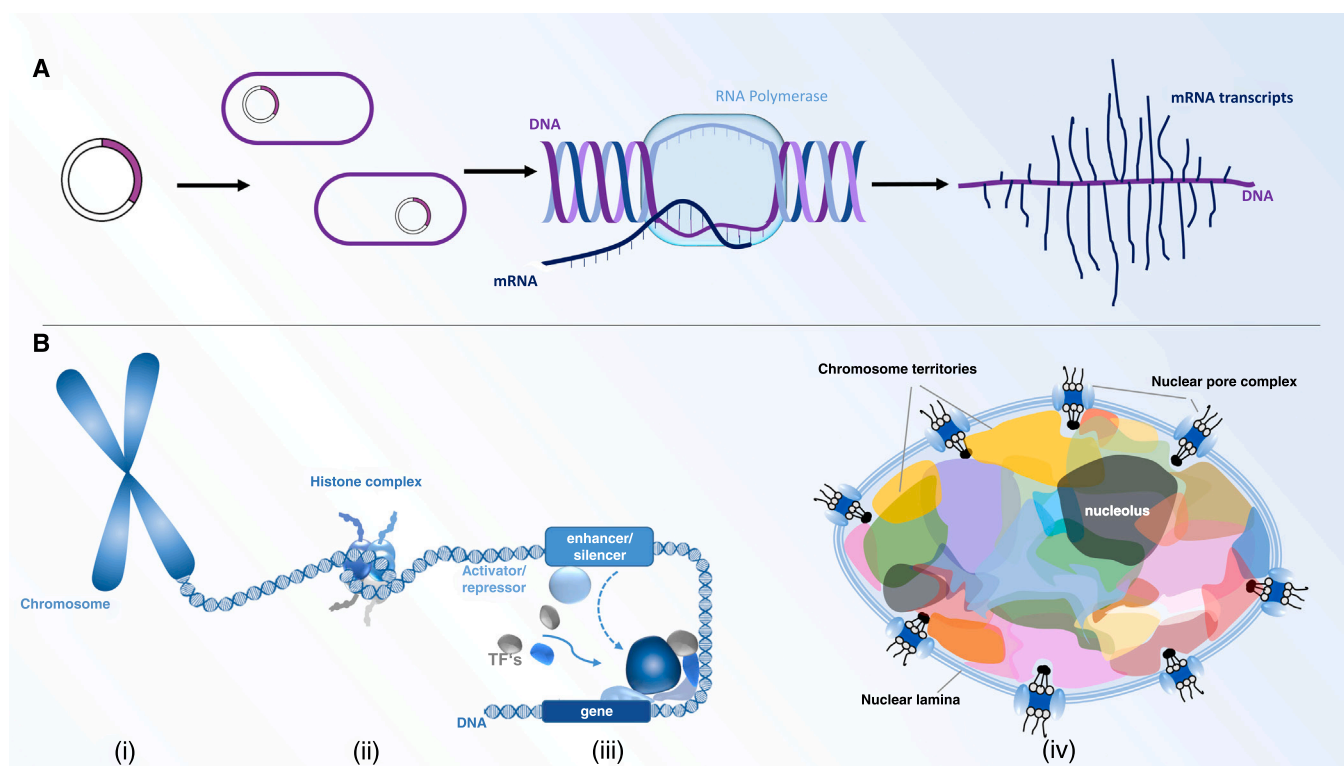 A
RNA Polymerase
DNA
mRNA transcripts
DNA
mRNA
B
Chromosome territories
Nuclear pore complex
Histone complex
nucleolus
enhancer/
silencer
Activator/
repressor
Chromosome
TF's
Nuclear lamina
gene
DNA
(i)
(ii)
(iii)
(iv)